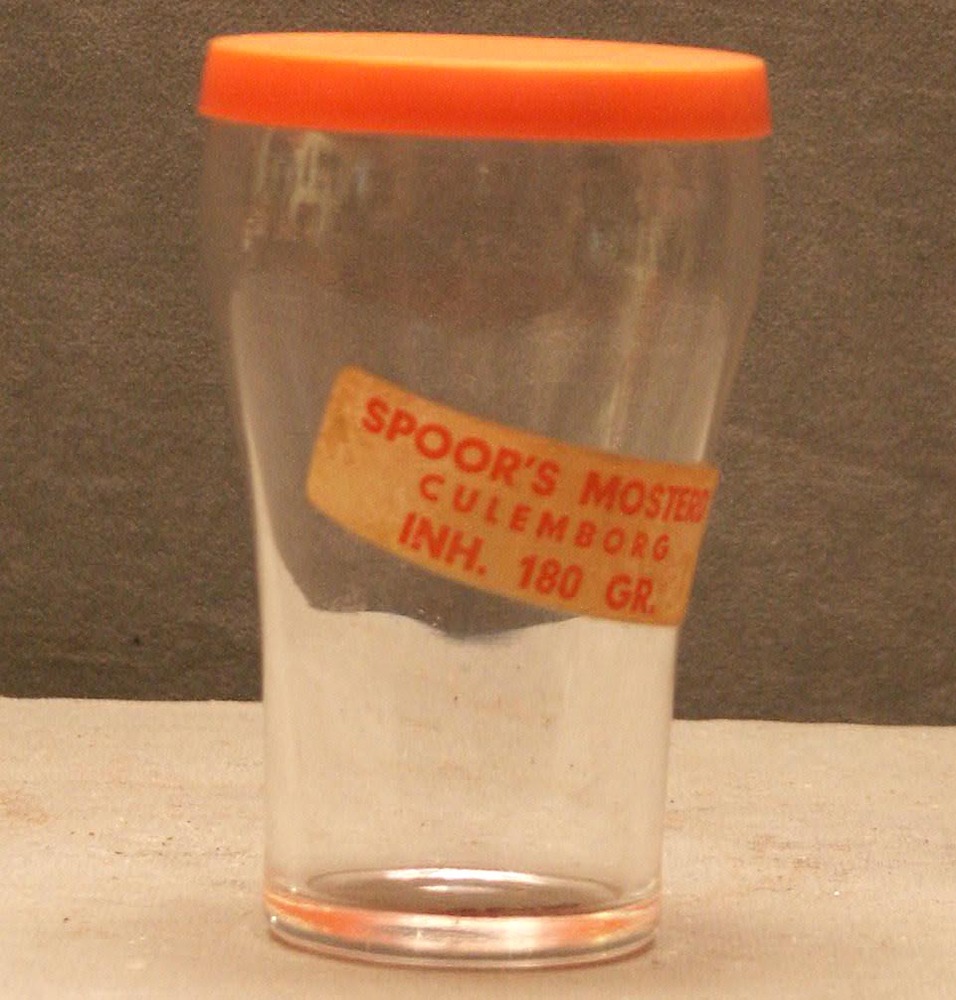 SPOOR'S MOSTERD
CULEMBORG
INH. 180 GR.